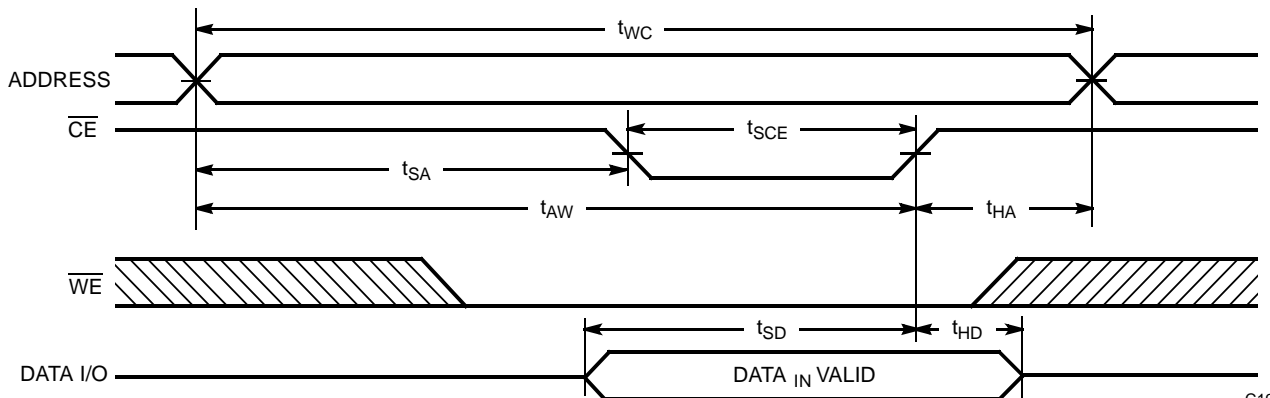 tWC
ADDRESS
CE
tSCE
tSA
tAW
tHA
WE
tSD
tHD
DATA I/O
DATA IN VALID